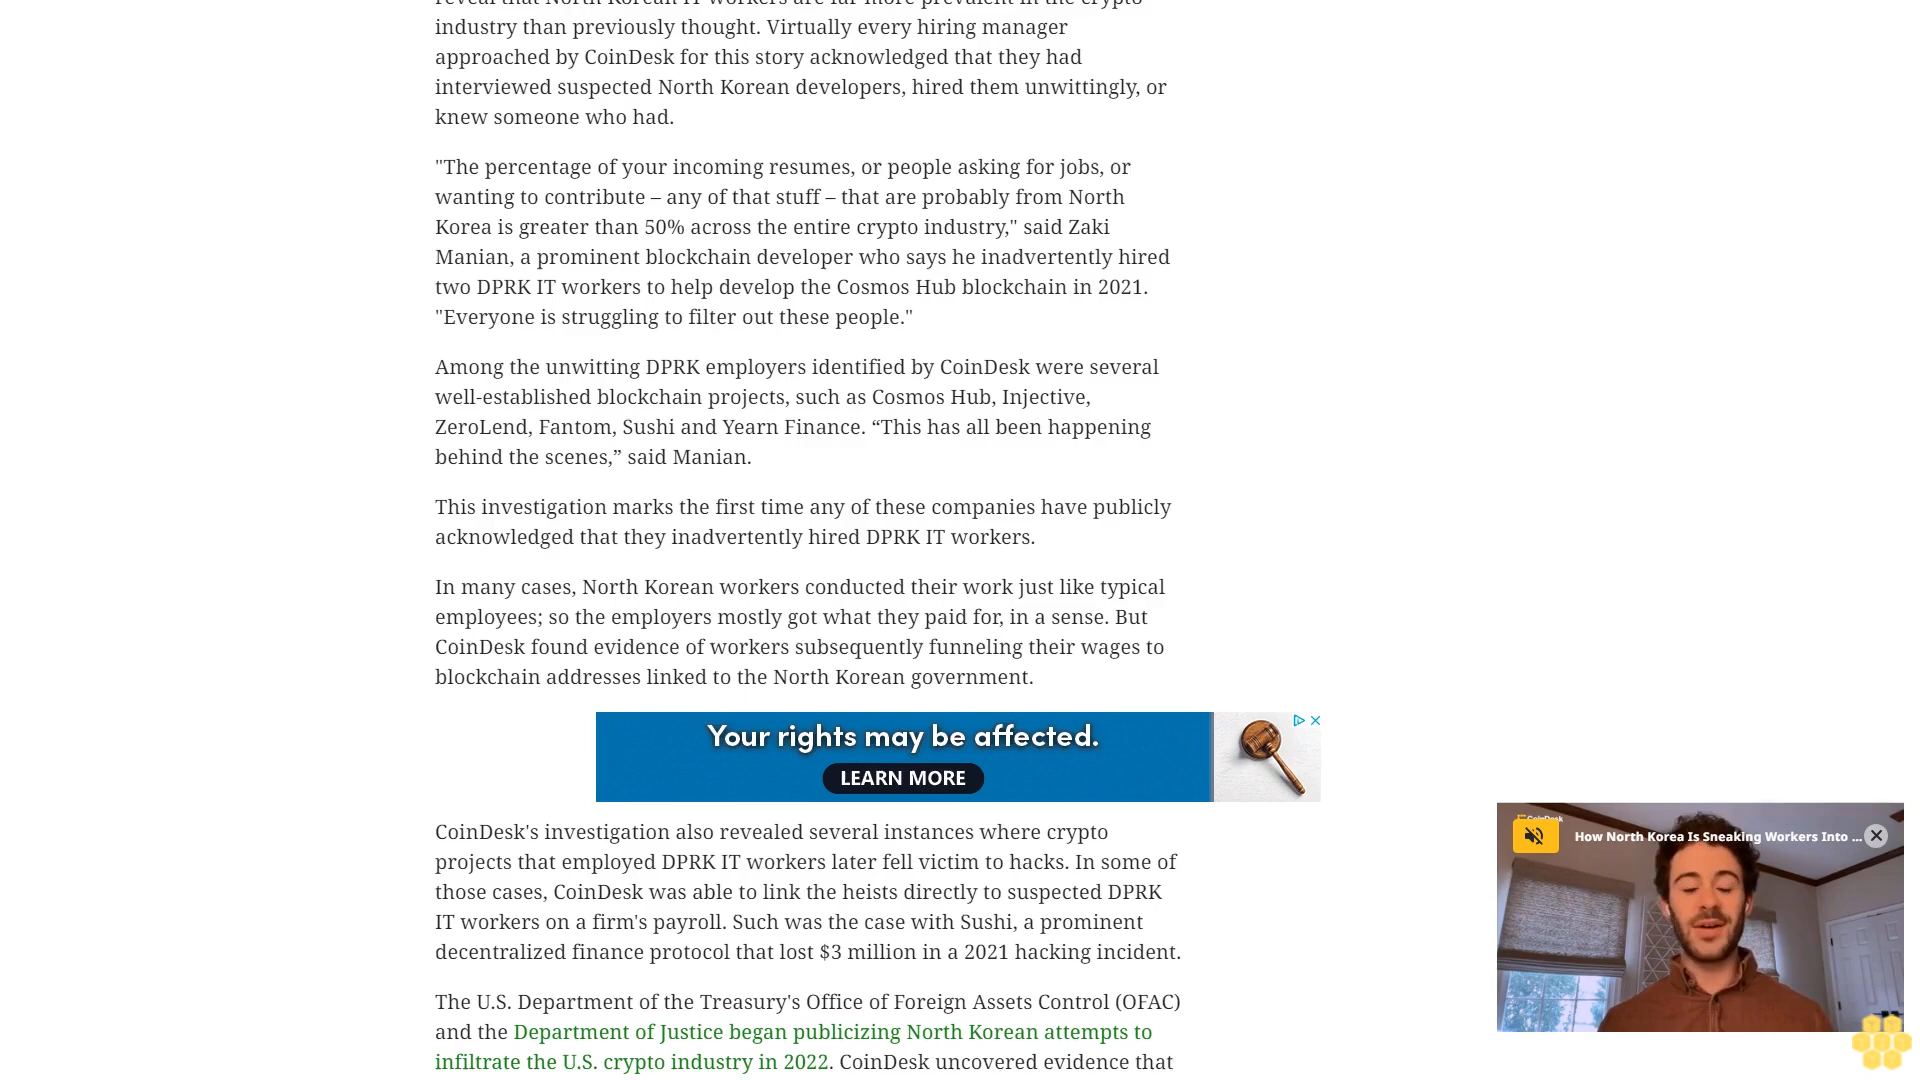 reveal that North Korean IT workers are far more prevalent in the crypto
industry than previously thought. Virtually every hiring manager
approached by CoinDesk for this story acknowledged that they had
interviewed suspected North Korean developers, hired them unwittingly, or
knew someone who had.
"The percentage of your incoming resumes, or people asking for jobs, or
wanting to contribute – any of that stuff – that are probably from North
Korea is greater than 50% across the entire crypto industry," said Zaki
Manian, a prominent blockchain developer who says he inadvertently hired
two DPRK IT workers to help develop the Cosmos Hub blockchain in 2021.
"Everyone is struggling to filter out these people."
Among the unwitting DPRK employers identified by CoinDesk were several
well-established blockchain projects, such as Cosmos Hub, Injective,
ZeroLend, Fantom, Sushi and Yearn Finance. “This has all been happening
behind the scenes,” said Manian.
This investigation marks the first time any of these companies have publicly
acknowledged that they inadvertently hired DPRK IT workers.
In many cases, North Korean workers conducted their work just like typical
employees; so the employers mostly got what they paid for, in a sense. But
CoinDesk found evidence of workers subsequently funneling their wages to
blockchain addresses linked to the North Korean government.
Your rights may be affected.
LEARN MORE
CoinDesk's investigation also revealed several instances where crypto
projects that employed DPRK IT workers later fell victim to hacks. In some of
those cases, CoinDesk was able to link the heists directly to suspected DPRK
IT workers on a firm's payroll. Such was the case with Sushi, a prominent
decentralized finance protocol that lost $3 million in a 2021 hacking incident.
The U.S. Department of the Treasury's Office of Foreign Assets Control (OFAC)
and the Department of Justice began publicizing North Korean attempts to
infiltrate the U.S. crypto industry in 2022. CoinDesk uncovered evidence that
CoinDesk
How North Korea Is Sneaking Workers Into ...